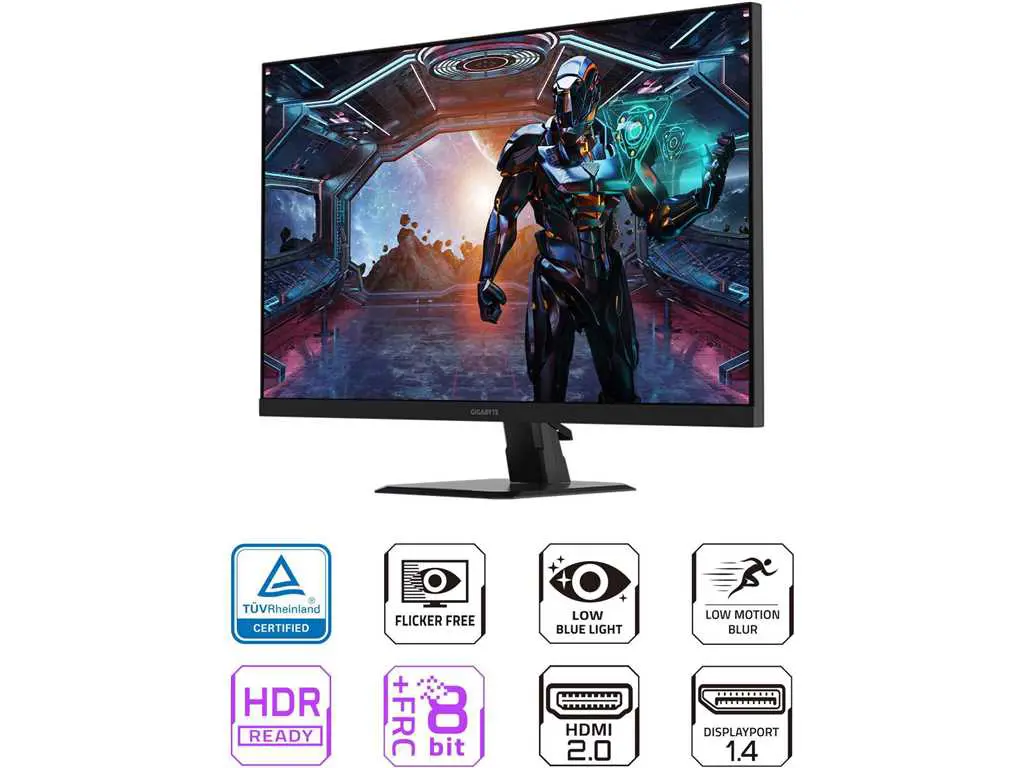 GIGABYTE
TÜVRheinland®
CERTIFIED
FLICKER FREE
LOW
BLUE LIGHT
LOW MOTION
BLUR
HDR
READY
+FRC
8
bit
HDMI
2.0
DISPLAYPORT
1.4